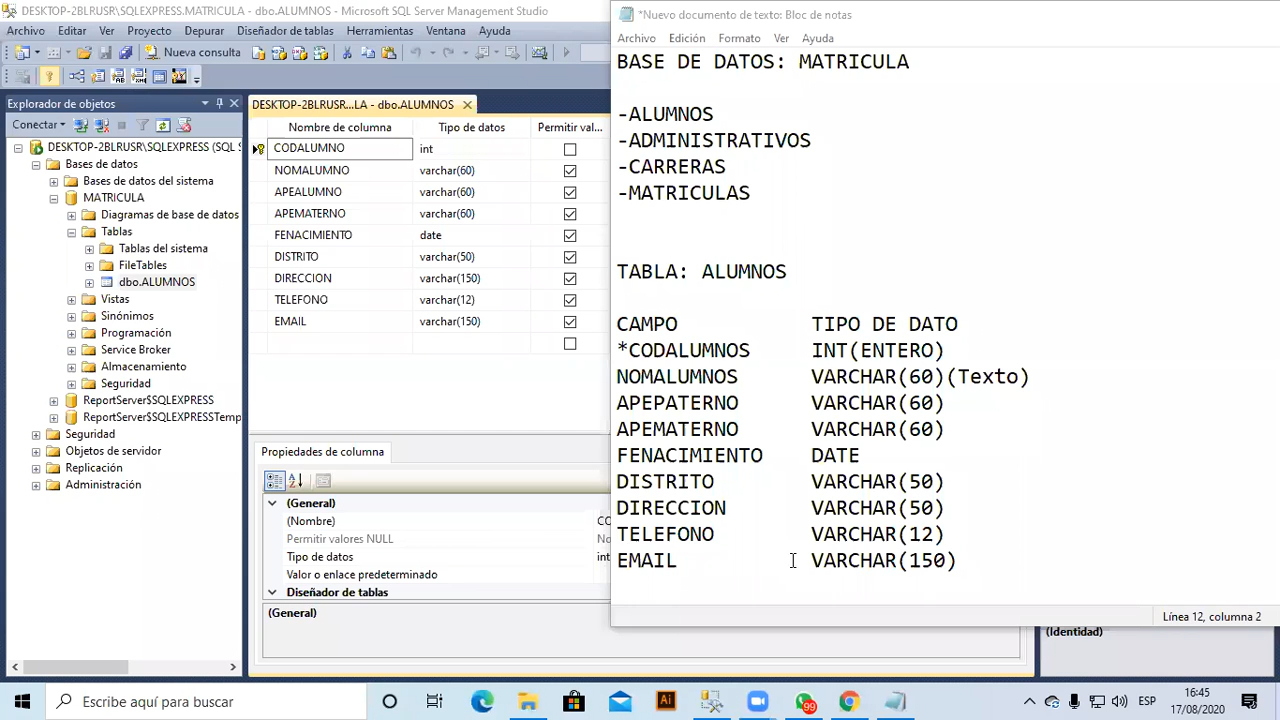 DESKTOP-2BLRUSR\SQLEXPRESS.MATRICULA - dbo.ALUMNOS - Microsoft SQL Server Management Studio
Archivo Editar Ver Proyecto Depurar Diseñador de tablas Herramientas Ventana Ayuda
Nueva consulta
Explorador de objetos
Conectar
DESKTOP-2BLRUSR\SQLEXPRESS (SQL S
Bases de datos
Bases de datos del sistema
MATRICULA
Diagramas de base de datos
Tablas
Tablas del sistema
FileTables
dbo.ALUMNOS
Vistas
Sinónimos
Programación
Service Broker
Almacenamiento
Seguridad
ReportServer$SQLEXPRESS
ReportServer$SQLEXPRESSTemp
Seguridad
Objetos de servidor
Replicación
Administración
DESKTOP-2BLRUSR...LA - dbo.ALUMNOS
Nombre de columna Tipo de datos Permitir val...
CODALUMNO int
NOMALUMNO varchar(60)
APEALUMNO varchar(60)
APEMATERNO varchar(60)
FENACIMIENTO date
DISTRITO varchar(50)
DIRECCION varchar(150)
TELEFONO varchar(12)
EMAIL varchar(150)
Propiedades de columna
(General)
(Nombre) CO
Permitir valores NULL No
Tipo de datos int
Valor o enlace predeterminado
Diseñador de tablas
(General)
*Nuevo documento de texto: Bloc de notas
Archivo Edición Formato Ver Ayuda
BASE DE DATOS: MATRICULA
-ALUMNOS
-ADMINISTRATIVOS
-CARRERAS
-MATRICULAS
TABLA: ALUMNOS
CAMPO TIPO DE DATO
*CODALUMNOS INT(ENTERO)
NOMALUMNOS VARCHAR(60)(Texto)
APEPATERNO VARCHAR(60)
APEMATERNO VARCHAR(60)
FENACIMIENTO DATE
DISTRITO VARCHAR(50)
DIRECCION VARCHAR(50)
TELEFONO VARCHAR(12)
EMAIL VARCHAR(150)
Línea 12, columna 2
(Identidad)
Escribe aquí para buscar
Ai
99
ESP
16:45
17/08/2020